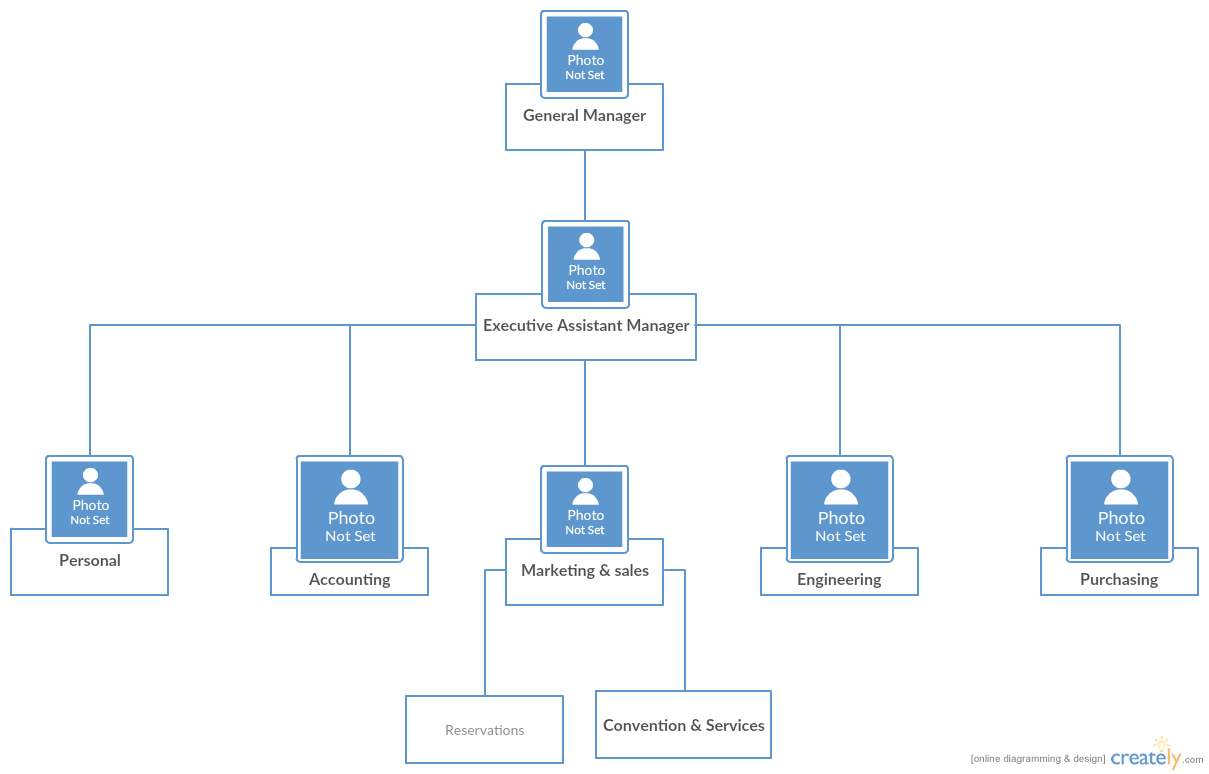 Photo
Not Set
General Manager
Photo
Not Set
Executive Assistant Manager
Photo
Not Set
Personal
Photo
Not Set
Accounting
Photo
Not Set
Marketing & sales
Photo
Not Set
Engineering
Photo
Not Set
Purchasing
Reservations
Convention & Services
[online diagramming & design] creately.com